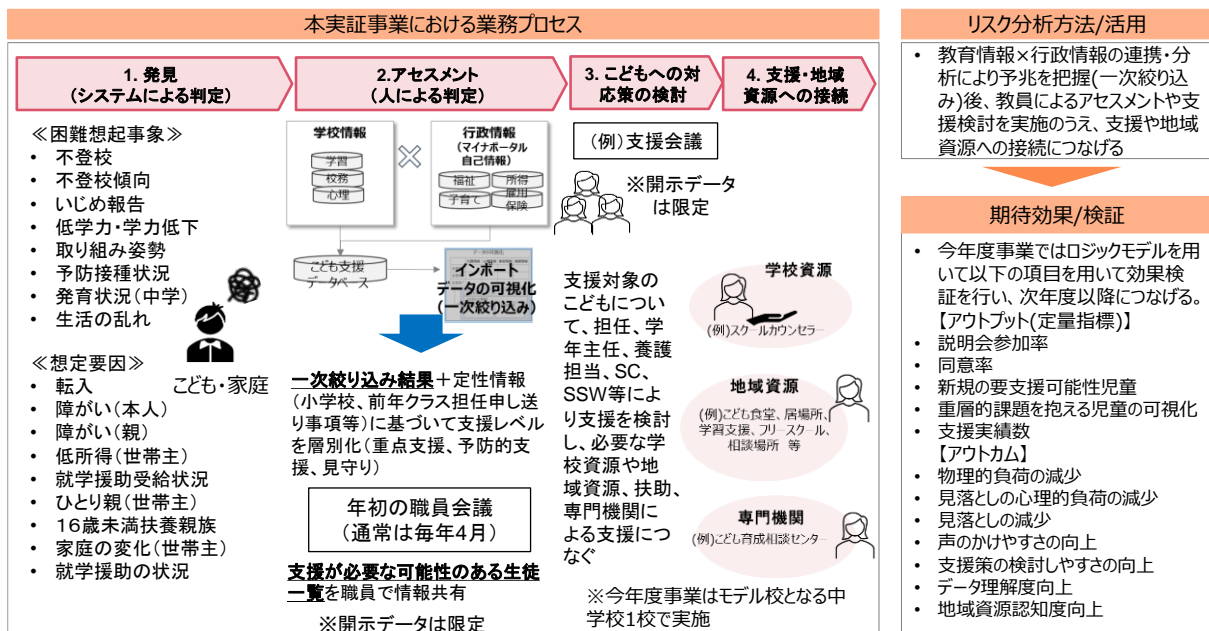 本実証事業における業務プロセス
1. 発見
(システムによる判定)
2.アセスメント
(人による判定)
3. こどもへの対
応策の検討
4. 支援・地域
資源への接続
≪困難想起事象≫
• 不登校
• 不登校傾向
• いじめ報告
• 低学力・学力低下
• 取り組み姿勢
• 予防接種状況
• 発育状況(中学)
• 生活の乱れ
≪想定要因≫
• 転入
• 障がい(本人)
• 障がい(親)
• 低所得(世帯主)
• 就学援助受給状況
• ひとり親(世帯主)
• 16歳未満扶養親族
• 家庭の変化(世帯主)
• 就学援助の状況
こども・家庭
学校情報
学習
校務
心理
行政情報
(マイナポータル
自己情報)
福祉
所得
子育て
雇用
保険
こども支援
データベース
インポート
データの可視化
(一次絞り込み)
一次絞り込み結果+定性情報
(小学校、前年クラス担任申し送
り事項等)に基づいて支援レベル
を層別化(重点支援、予防的支
援、見守り)
年初の職員会議
(通常は毎年4月)
支援が必要な可能性のある生徒
一覧を職員で情報共有
※開示データは限定
(例)支援会議
※開示データ
は限定
支援対象の
こどもについ
て、担任、学
年主任、養護
担当、SC、
SSW等によ
り支援を検討
し、必要な学
校資源や地
域資源、扶助、
専門機関に
よる支援につ
なぐ
学校資源
(例)スクールカウンセラー
地域資源
(例)こども食堂、居場所、
学習支援、フリースクール、
相談場所 等
専門機関
(例)こども育成相談センター
※今年度事業はモデル校となる中
学校1校で実施
リスク分析方法/活用
• 教育情報×行政情報の連携・分
析により予兆を把握(一次絞り込
み)後、教員によるアセスメントや支
援検討を実施のうえ、支援や地域
資源への接続につなげる
期待効果/検証
• 今年度事業ではロジックモデルを用
いて以下の項目を用いて効果検
証を行い、次年度以降につなげる。
【アウトプット(定量指標)】
• 説明会参加率
• 同意率
• 新規の要支援可能性児童
• 重層的課題を抱える児童の可視化
• 支援実績数
【アウトカム】
• 物理的負荷の減少
• 見落としの心理的負荷の減少
• 見落としの減少
• 声のかけやすさの向上
• 支援策の検討しやすさの向上
• データ理解度向上
• 地域資源認知度向上